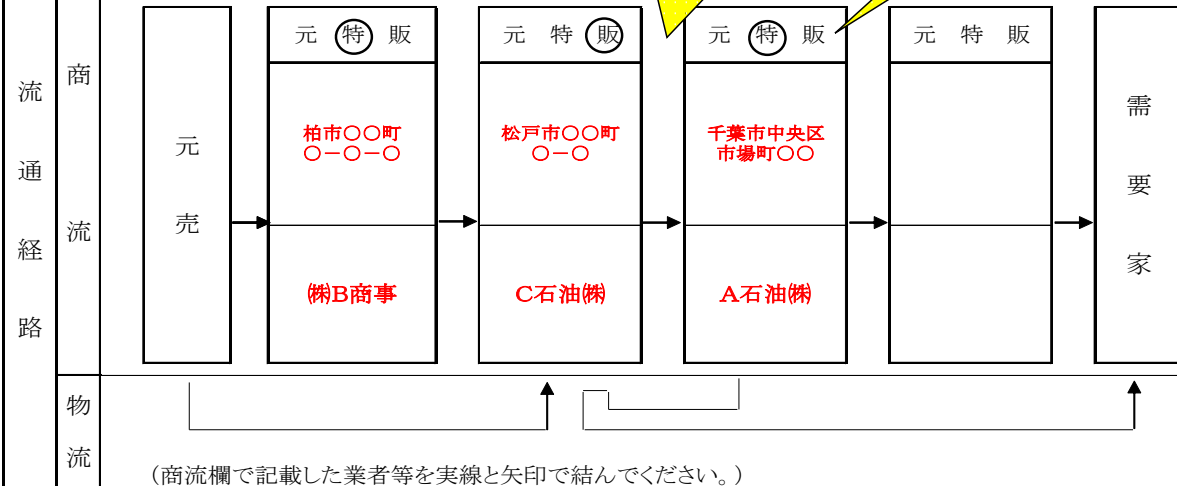 流通経路
商流
元売
元 特 販
柏市〇〇町
〇－〇－〇
㈱B商事
元 特 販
松戸市〇〇町
〇－〇
C石油㈱
元 特 販
千葉市中央区
市場町〇〇
A石油㈱
元 特 販
需要家
物流
(商流欄で記載した業者等を実線と矢印で結んでください。)